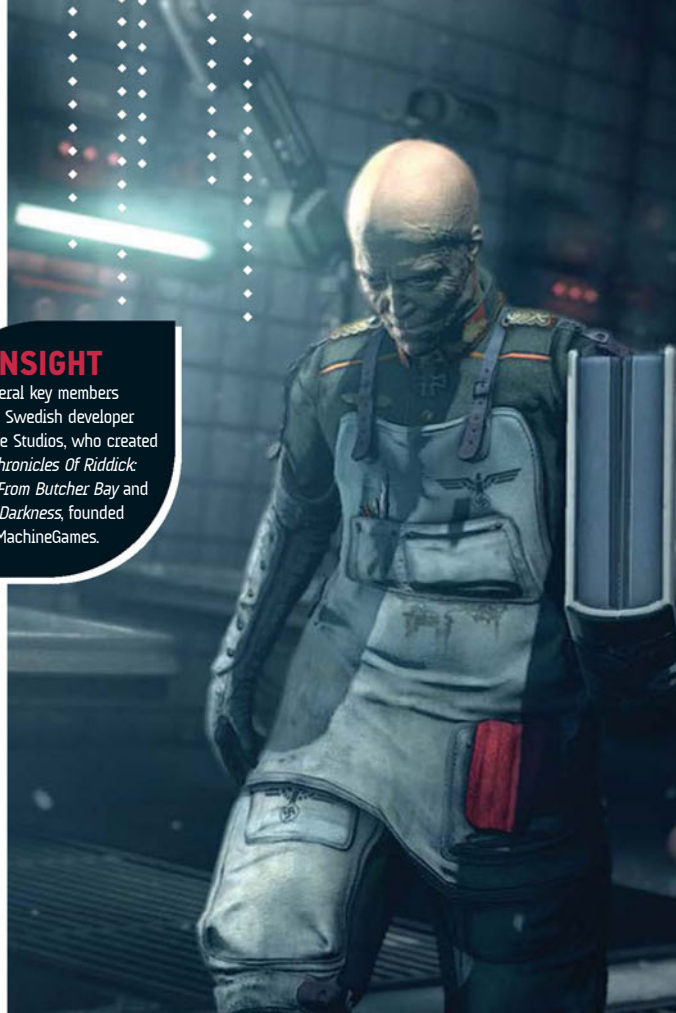 NSIGHT
eral key members
Swedish developer
e Studios, who created
hronicles Of Riddick:
From Butcher Bay and
Darkness, founded
MachineGames.